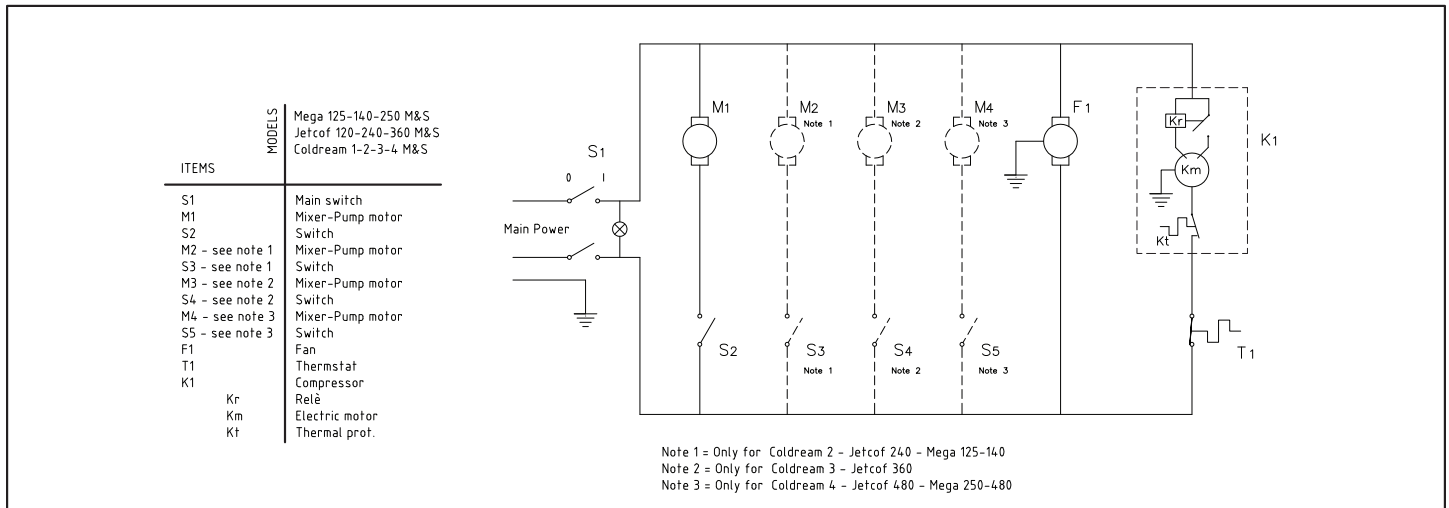 MODELS
Mega 125-140-250 M&S
Jetcof 120-240-360 M&S
Coldream 1-2-3-4 M&S
ITEMS
S1 Main switch
M1 Mixer-Pump motor
S2 Switch
M2 - see note 1 Mixer-Pump motor
S3 - see note 1 Switch
M3 - see note 2 Mixer-Pump motor
S4 - see note 2 Switch
M4 - see note 3 Mixer-Pump motor
S5 - see note 3 Switch
F1 Fan
T1 Thermstat
K1 Compressor
Kr Relè
Km Electric motor
Kt Thermal prot.
S1
0 I
Main Power
M1
M2
Note 1
M3
Note 2
M4
Note 3
F1
Kr
K1
Km
Kt
S2
S3
Note 1
S4
Note 2
S5
Note 3
T1
Note 1 = Only for Coldream 2 - Jetcof 240 - Mega 125-140
Note 2 = Only for Coldream 3 - Jetcof 360
Note 3 = Only for Coldream 4 - Jetcof 480 - Mega 250-480